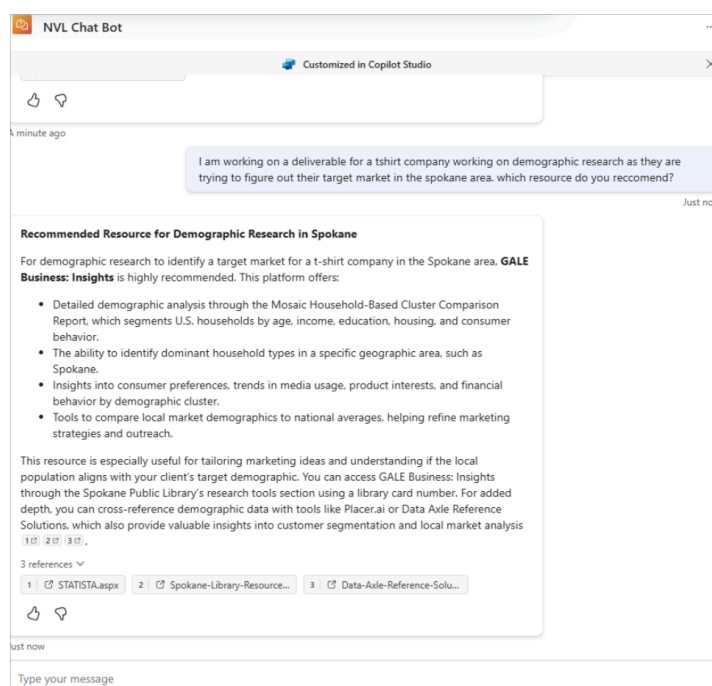 NVL Chat Bot
Customized in Copilot Studio
A minute ago
I am working on a deliverable for a tshirt company working on demographic research as they are
trying to figure out their target market in the spokane area. which resource do you reccomend?
Just no
Recommended Resource for Demographic Research in Spokane
For demographic research to identify a target market for a t-shirt company in the Spokane area, GALE
Business: Insights is highly recommended. This platform offers:
• Detailed demographic analysis through the Mosaic Household-Based Cluster Comparison
Report, which segments U.S. households by age, income, education, housing, and consumer
behavior.
• The ability to identify dominant household types in a specific geographic area, such as
Spokane.
• Insights into consumer preferences, trends in media usage, product interests, and financial
behavior by demographic cluster.
• Tools to compare local market demographics to national averages, helping refine marketing
strategies and outreach.
This resource is especially useful for tailoring marketing ideas and understanding if the local
population aligns with your client's target demographic. You can access GALE Business: Insights
through the Spokane Public Library's research tools section using a library card number. For added
depth, you can cross-reference demographic data with tools like Placer.ai or Data Axle Reference
Solutions, which also provide valuable insights into customer segmentation and local market analysis
1 2 3 .
3 references
1 STATISTA.aspx 2 Spokane-Library-Resource... 3 Data-Axle-Reference-Solu...
Just now
Type your message